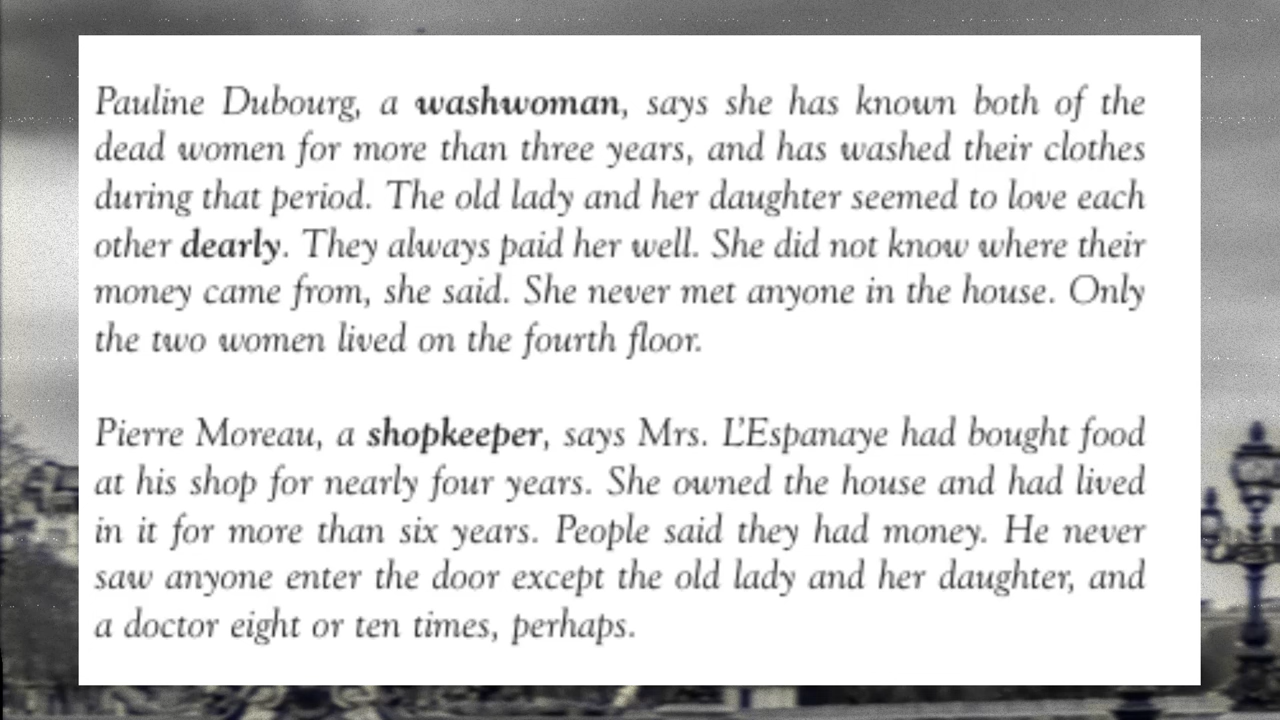 Pauline Dubourg, a washwoman, says she has known both of the
dead women for more than three years, and has washed their clothes
during that period. The old lady and her daughter seemed to love each
other dearly. They always paid her well. She did not know where their
money came from, she said. She never met anyone in the house. Only
the two women lived on the fourth floor.
Pierre Moreau, a shopkeeper, says Mrs. L’Espanaye had bought food
at his shop for nearly four years. She owned the house and had lived
in it for more than six years. People said they had money. He never
saw anyone enter the door except the old lady and her daughter, and
a doctor eight or ten times, perhaps.